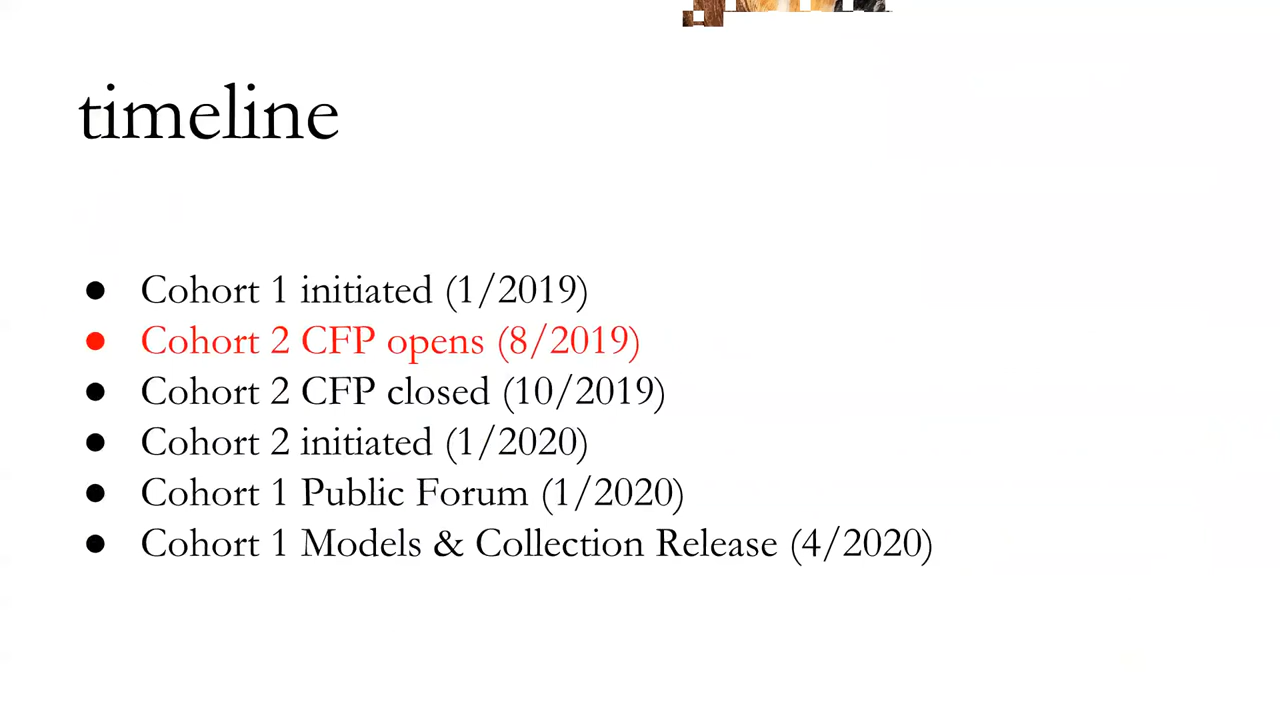 timeline
● Cohort 1 initiated (1/2019)
● Cohort 2 CFP opens (8/2019)
● Cohort 2 CFP closed (10/2019)
● Cohort 2 initiated (1/2020)
● Cohort 1 Public Forum (1/2020)
● Cohort 1 Models & Collection Release (4/2020)